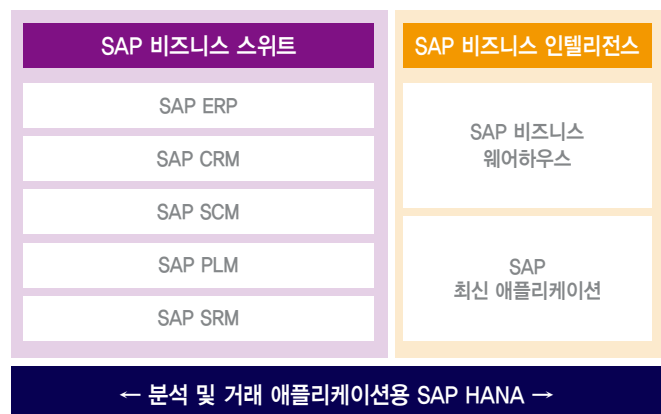 SAP 비즈니스 스위트
SAP ERP
SAP CRM
SAP SCM
SAP PLM
SAP SRM
SAP 비즈니스 인텔리전스
SAP 비즈니스
웨어하우스
SAP
최신 애플리케이션
← 분석 및 거래 애플리케이션용 SAP HANA →